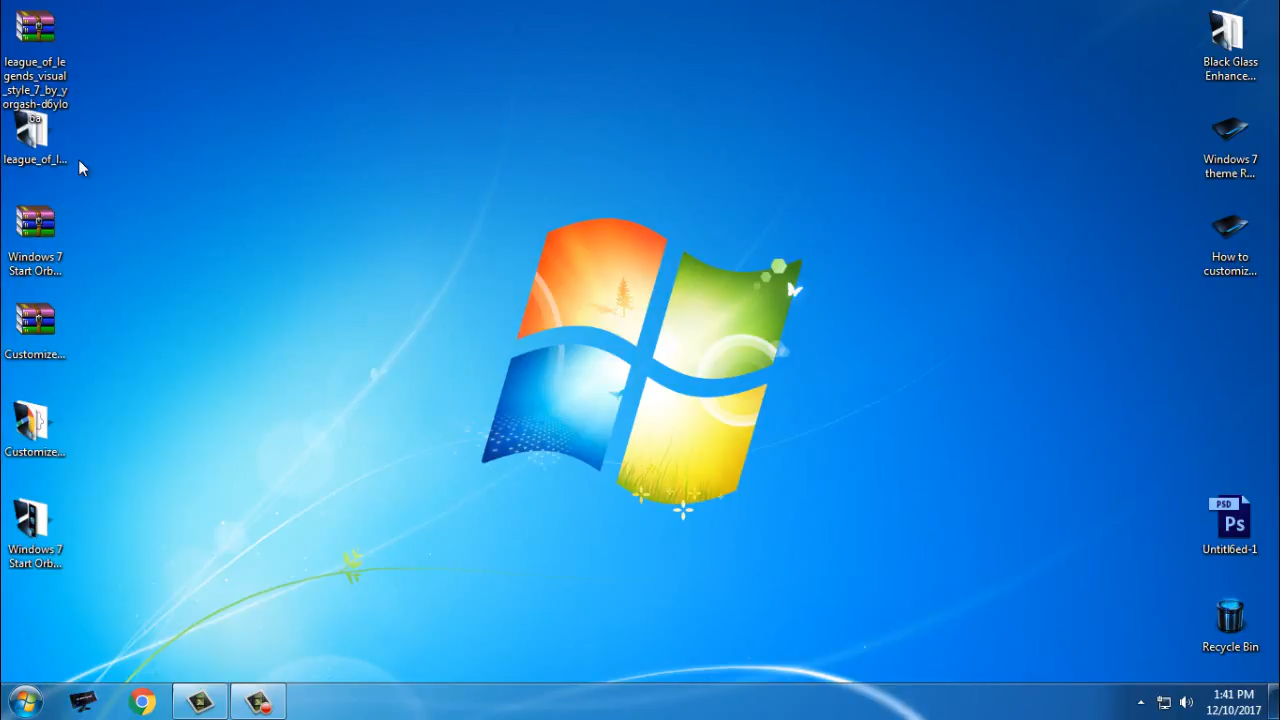 league_of_le
gends_visual
_style_7_by_y
orgash-d6ylo
ba
league_of_l...
Windows 7
Start Orb...
Customize...
Customize...
Windows 7
Start Orb...
Black Glass
Enhance...
Windows 7
theme R...
How to
customiz...
PSD
Ps
Untitl6ed-1
Recycle Bin
1:41 PM
12/10/2017